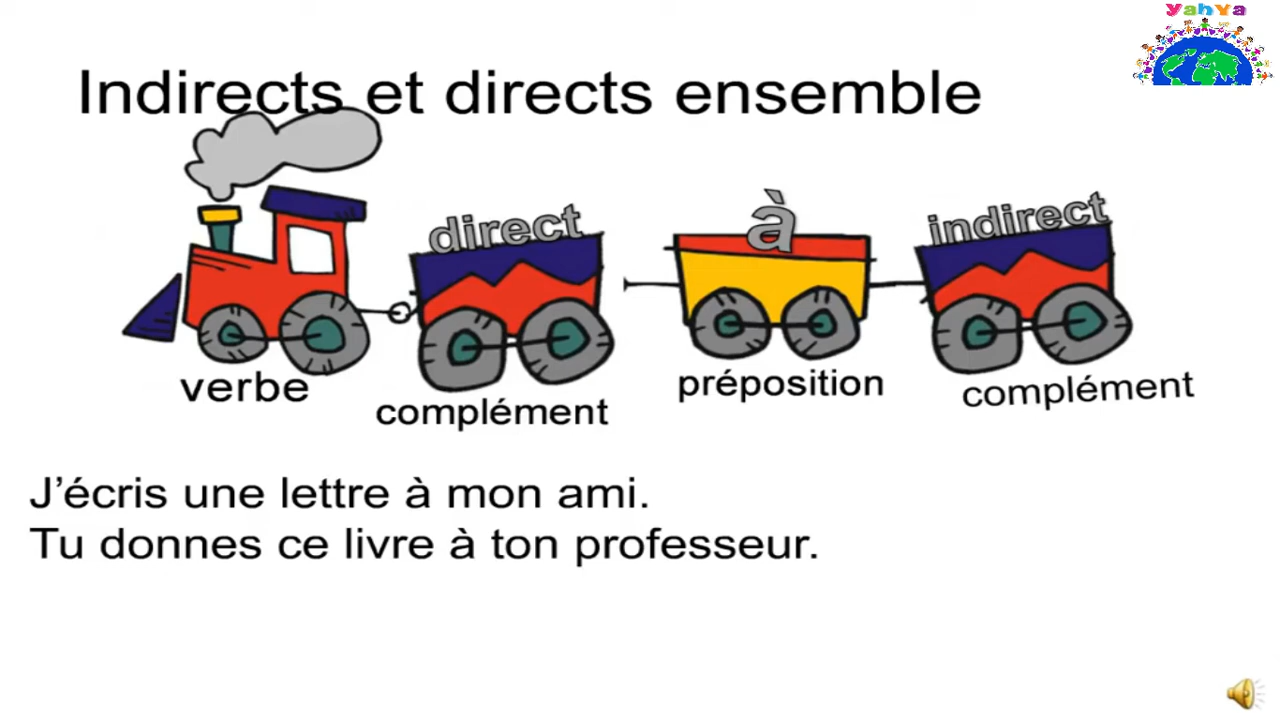 YahYa
Indirects et directs ensemble
direct
à
indirect
verbe
complément
préposition
complément
J’écris une lettre à mon ami.
Tu donnes ce livre à ton professeur.